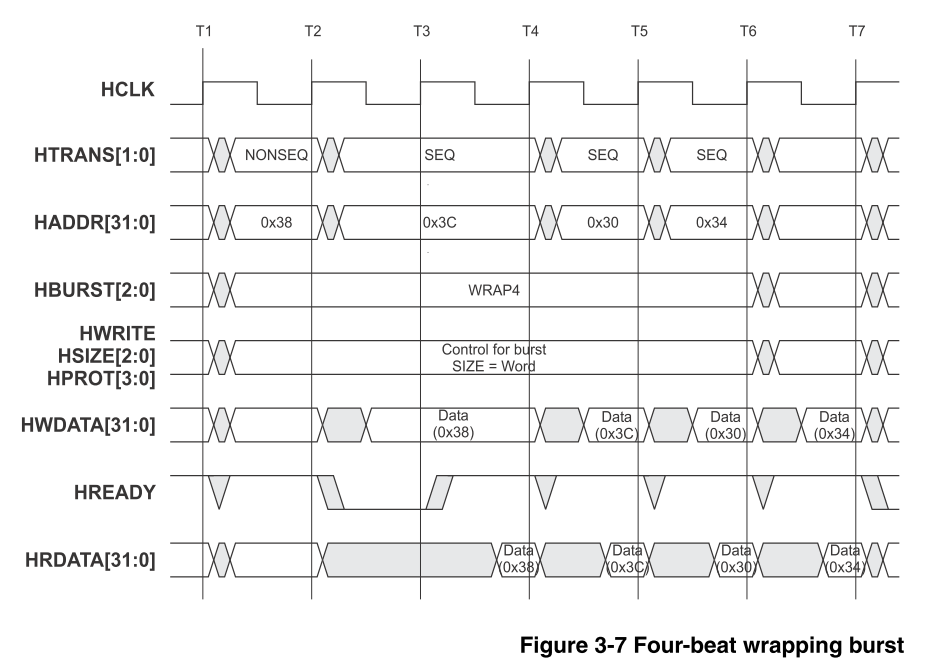 T1 T2 T3 T4 T5 T6 T7
HCLK
HTRANS[1:0] NONSEQ SEQ SEQ SEQ
HADDR[31:0] 0x38 0x3C 0x30 0x34
HBURST[2:0] WRAP4
HWRITE
HSIZE[2:0]
HPROT[3:0]
Control for burst
SIZE = Word
HWDATA[31:0]
Data
(0x38)
Data
(0x3C)
Data
(0x30)
Data
(0x34)
HREADY
HRDATA[31:0]
Data
(0x38)
Data
(0x3C)
Data
(0x30)
Data
(0x34)
Figure 3-7 Four-beat wrapping burst